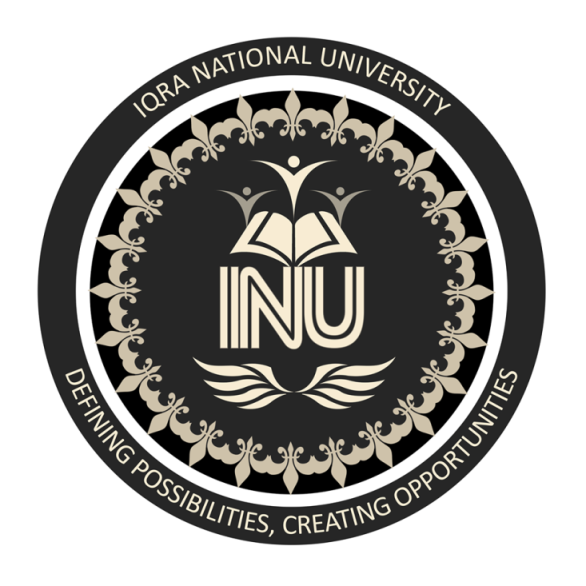 IQRA NATIONAL UNIVERSITY
INU
DEFINING POSSIBILITIES, CREATING OPPORTUNITIES